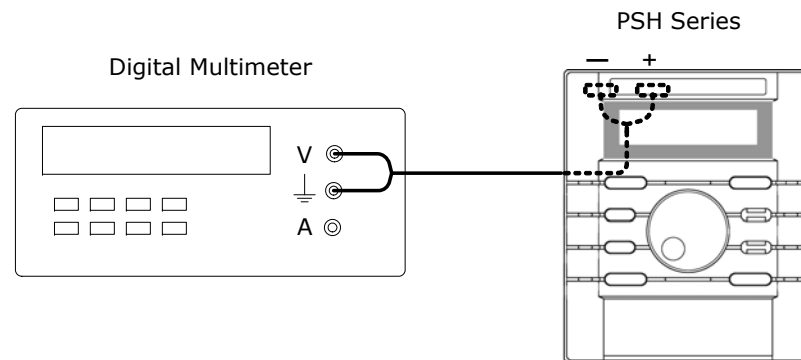 PSH Series
— +
Digital Multimeter
V
A